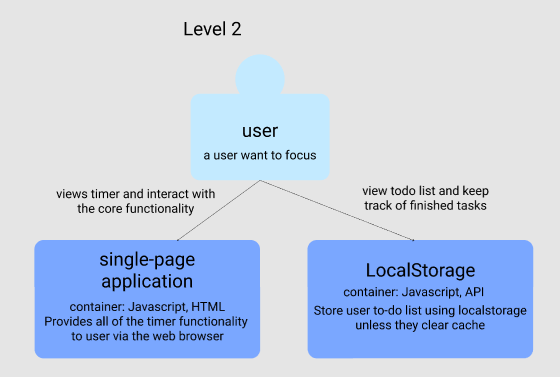 Level 2
user
a user want to focus
views timer and interact with
the core functionality
view todo list and keep
track of finished tasks
single-page
application
container: Javascript, HTML
Provides all of the timer functionality
to user via the web browser
LocalStorage
container: Javascript, API
Store user to-do list using localstorage
unless they clear cache